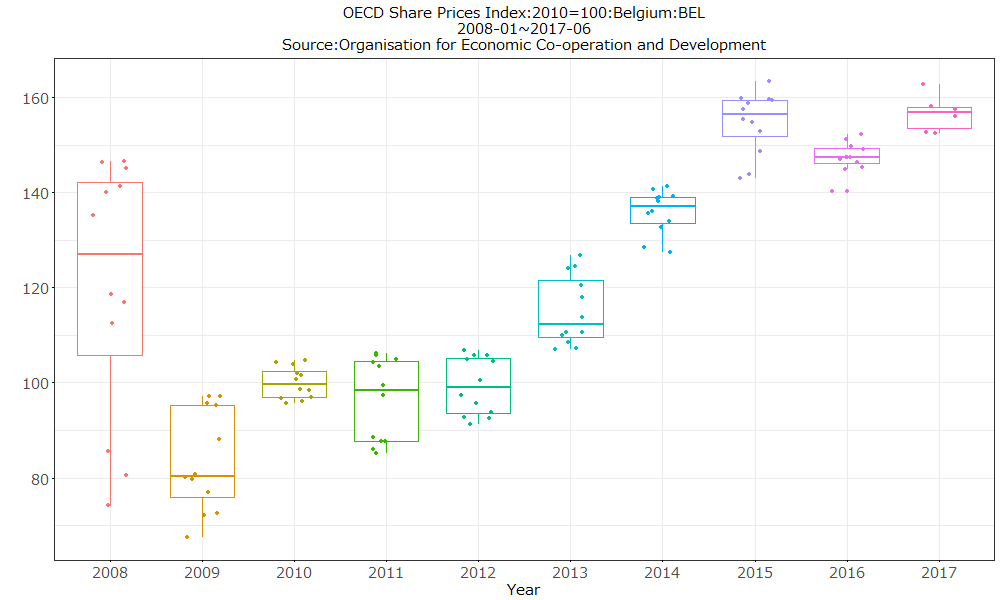 OECD Share Prices Index:2010=100:Belgium:BEL
2008-01~2017-06
Source:Organisation for Economic Co-operation and Development
160
140
120
100
80
2008 2009 2010 2011 2012 2013 2014 2015 2016 2017
Year